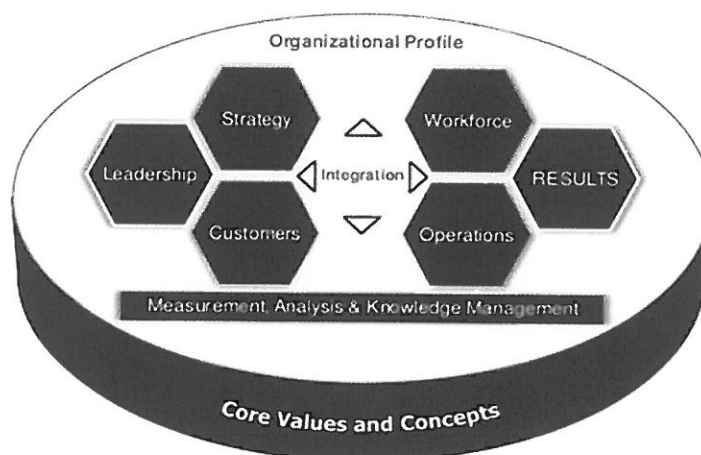 Organizational Profile
Strategy
Workforce
Leadership
Integration
RESULTS
Customers
Operations
Measurement, Analysis & Knowledge Management
Core Values and Concepts